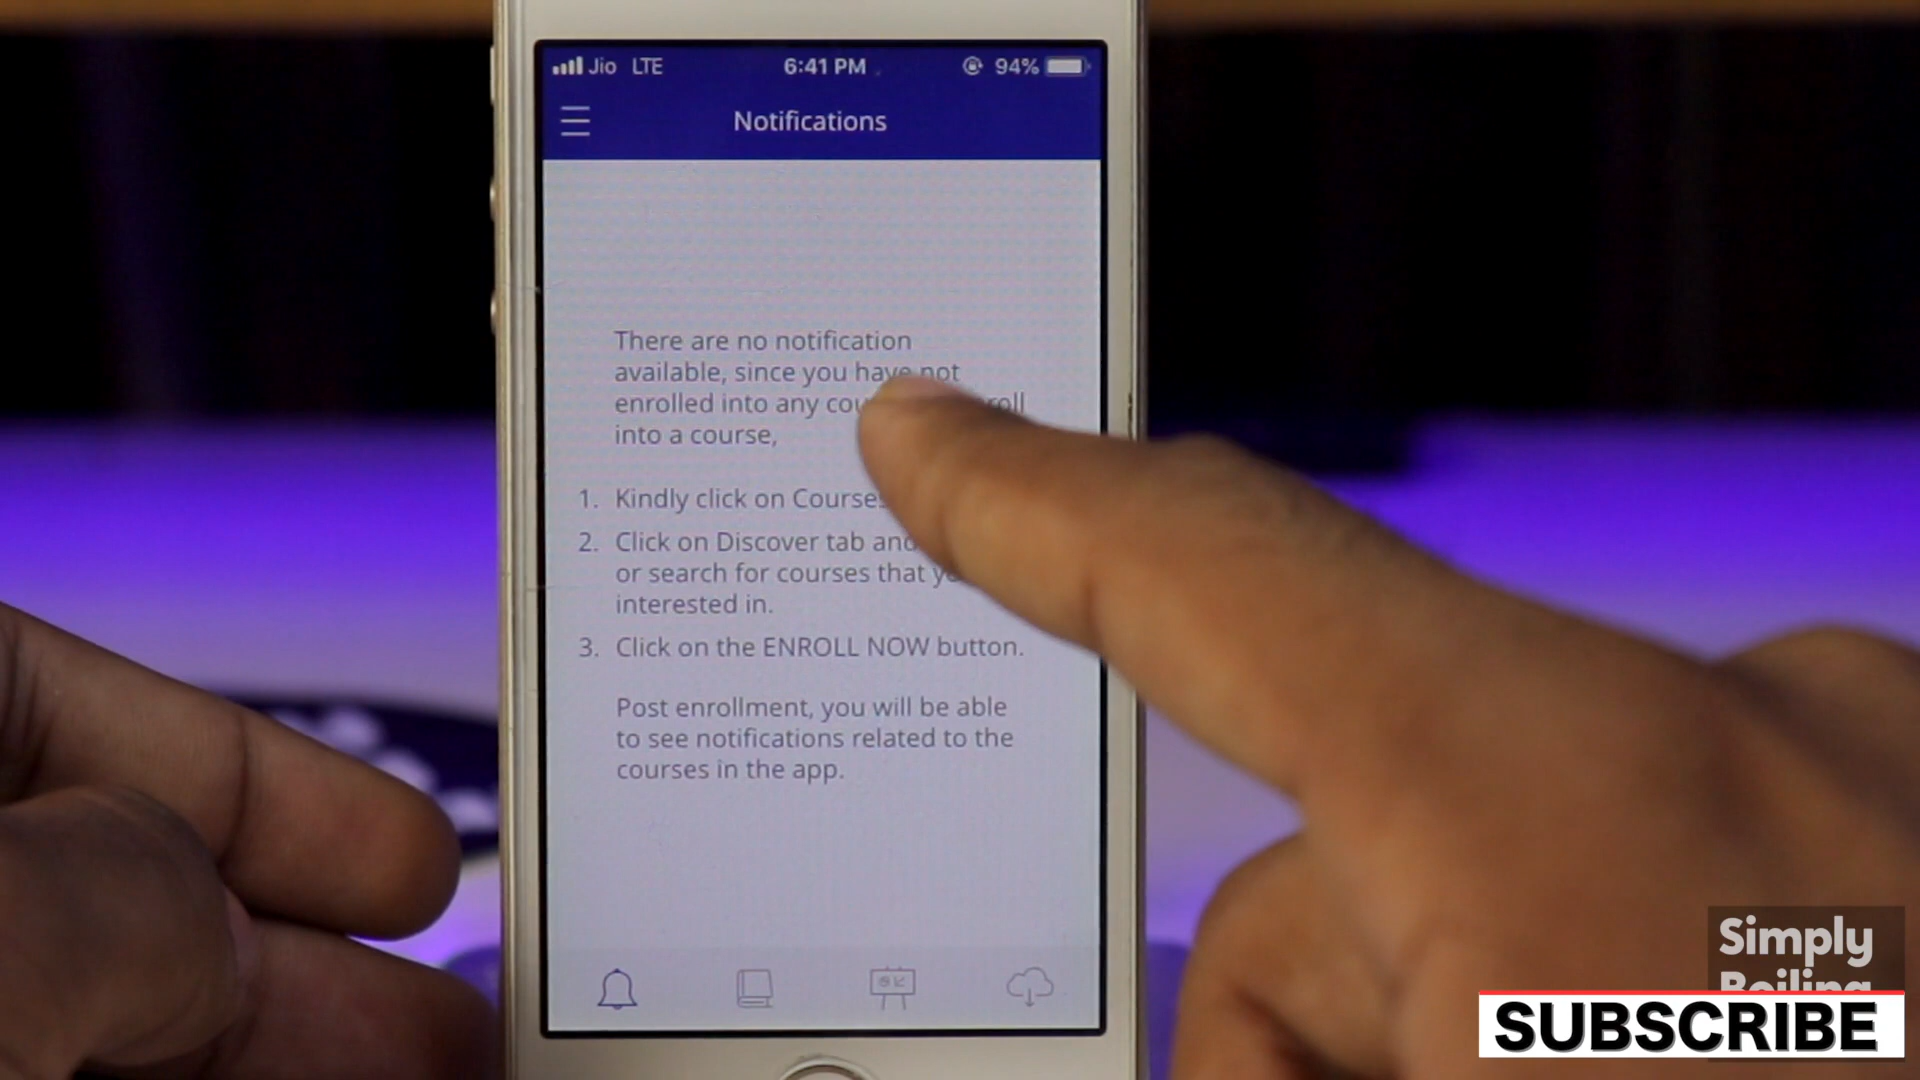 Jio LTE 6:41 PM 94%
Notifications
There are no notification
available, since you have not
enrolled into any
into a course,
1. Kindly click on Courses
2. Click on Discover tab and
or search for courses that
interested in.
3. Click on the ENROLL NOW button.
Post enrollment, you will be able
to see notifications related to the
courses in the app.
Simply
Boiling
SUBSCRIBE